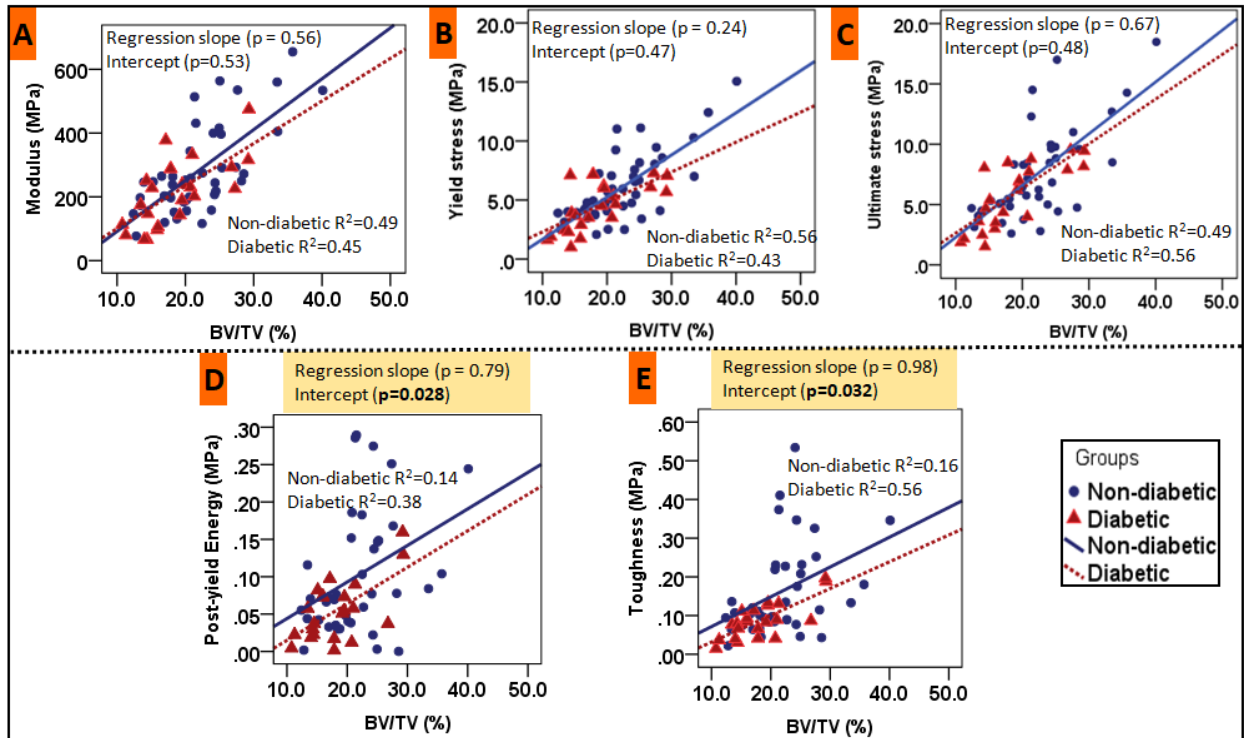 A
Regression slope (p = 0.56)
Intercept (p=0.53)
600
400
200
0
Modulus (MPa)
Non-diabetic R²=0.49
Diabetic R²=0.45
10.0 20.0 30.0 40.0 50.0
BV/TV (%)
B
Regression slope (p = 0.24)
Intercept (p=0.47)
20.0
15.0
10.0
5.0
.0
Yield stress (MPa)
Non-diabetic R²=0.56
Diabetic R²=0.43
10.0 20.0 30.0 40.0 50.0
BV/TV (%)
C
Regression slope (p = 0.67)
Intercept (p=0.48)
20.0
15.0
10.0
5.0
.0
Ultimate stress (MPa)
Non-diabetic R²=0.49
Diabetic R²=0.56
10.0 20.0 30.0 40.0 50.0
BV/TV (%)
D
Regression slope (p = 0.79)
Intercept (p=0.028)
.30
.25
.20
.15
.10
.05
.00
Post-yield Energy (MPa)
Non-diabetic R²=0.14
Diabetic R²=0.38
10.0 20.0 30.0 40.0 50.0
BV/TV (%)
E
Regression slope (p = 0.98)
Intercept (p=0.032)
.60
.50
.40
.30
.20
.10
.00
Toughness (MPa)
Non-diabetic R²=0.16
Diabetic R²=0.56
10.0 20.0 30.0 40.0 50.0
BV/TV (%)
Groups
Non-diabetic
Diabetic
Non-diabetic
Diabetic